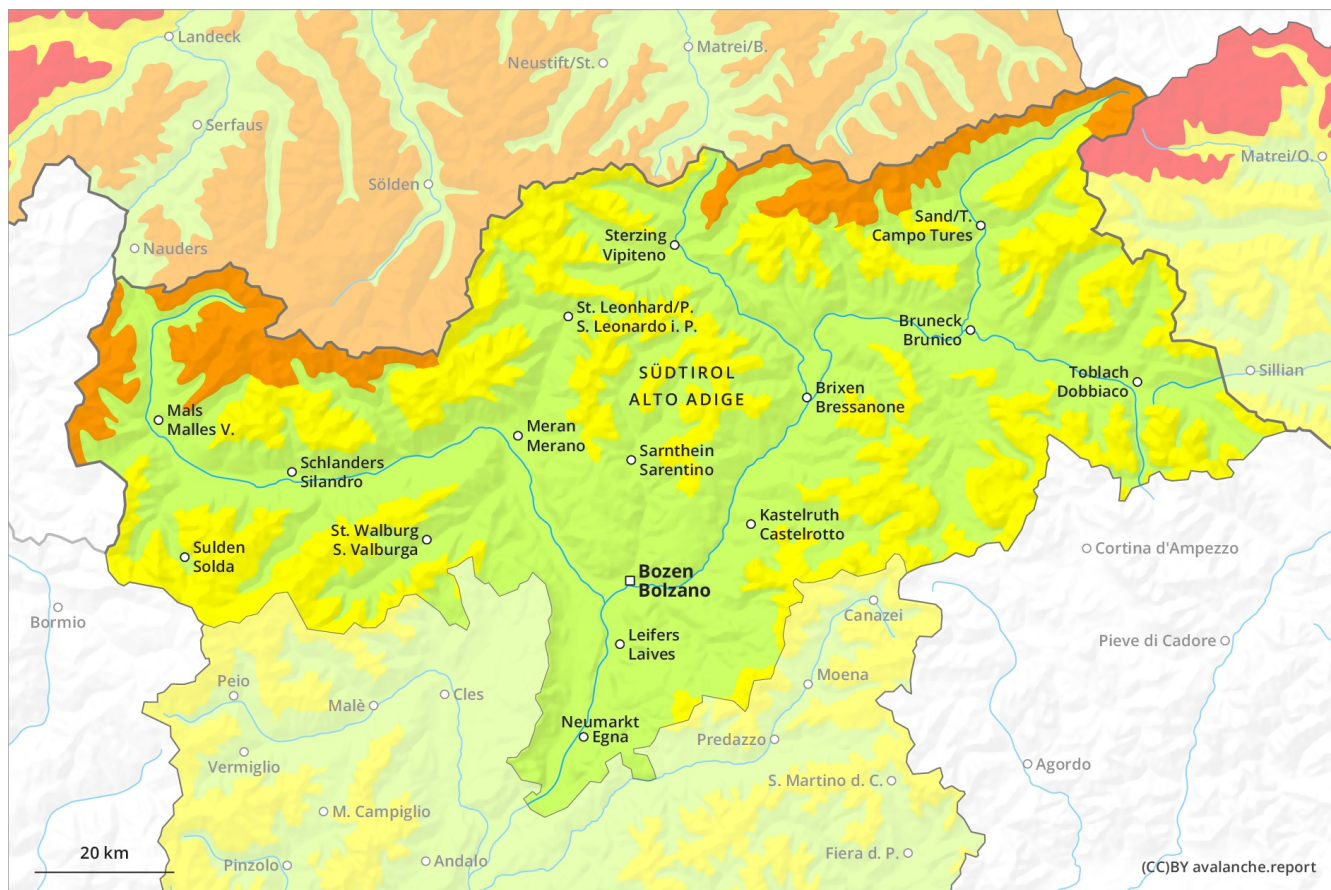 Landeck
Matrei/B.
Neustift/St.
Serfaus
Matrei/O.
Sölden
Sand/T.
Campo Tures
Nauders
Sterzing
Vipiteno
St. Leonhard/P.
S. Leonardo i. P.
Bruneck
Brunico
SÜDTIROL
ALTO ADIGE
Toblach
Dobbiaco
Sillian
Brixen
Bressanone
Mals
Malles V.
Meran
Merano
Sarnthein
Sarentino
Schlanders
Silandro
Kastelruth
Castelrotto
St. Walburg
S. Valburga
Sulden
Solda
Cortina d'Ampezzo
Bozen
Bolzano
Bormio
Canazei
Leifers
Laives
Pieve di Cadore
Peio
Moena
Cles
Malè
Neumarkt
Egna
Predazzo
Vermiglio
Agordo
S. Martino d. C.
M. Campiglio
20 km
Andalo
Fiera d. P.
Pinzolo
(CC)BY avalanche.report